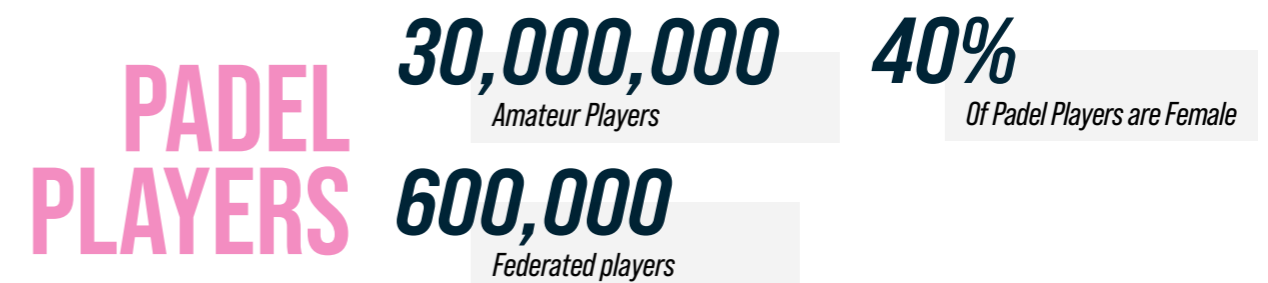 PADEL
PLAYERS
30,000,000
Amateur Players
600,000
Federated players
40%
Of Padel Players are Female